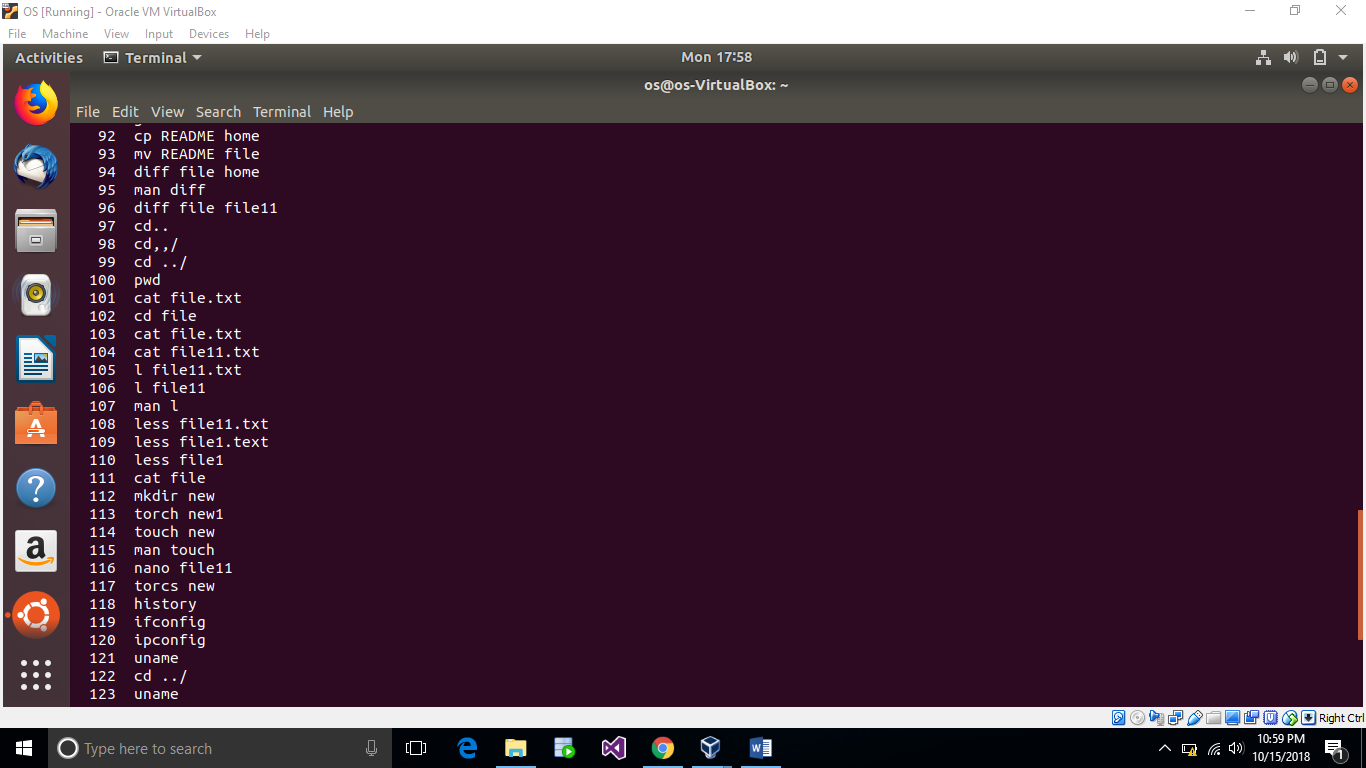 OS [Running] - Oracle VM VirtualBox
File Machine View Input Devices Help
Activities Terminal Mon 17:58
os@os-VirtualBox: ~
File Edit View Search Terminal Help
92 cp README home
93 mv README file
94 diff file home
95 man diff
96 diff file file11
97 cd..
98 cd,,/
99 cd ../
100 pwd
101 cat file.txt
102 cd file
103 cat file.txt
104 cat file11.txt
105 l file11.txt
106 l file11
107 man l
108 less file11.txt
109 less file1.text
110 less file1
111 cat file
112 mkdir new
113 torch new1
114 touch new
115 man touch
116 nano file11
117 torcs new
118 history
119 ifconfig
120 ipconfig
121 uname
122 cd ../
123 uname
Right Ctrl
Type here to search
10:59 PM
10/15/2018
1